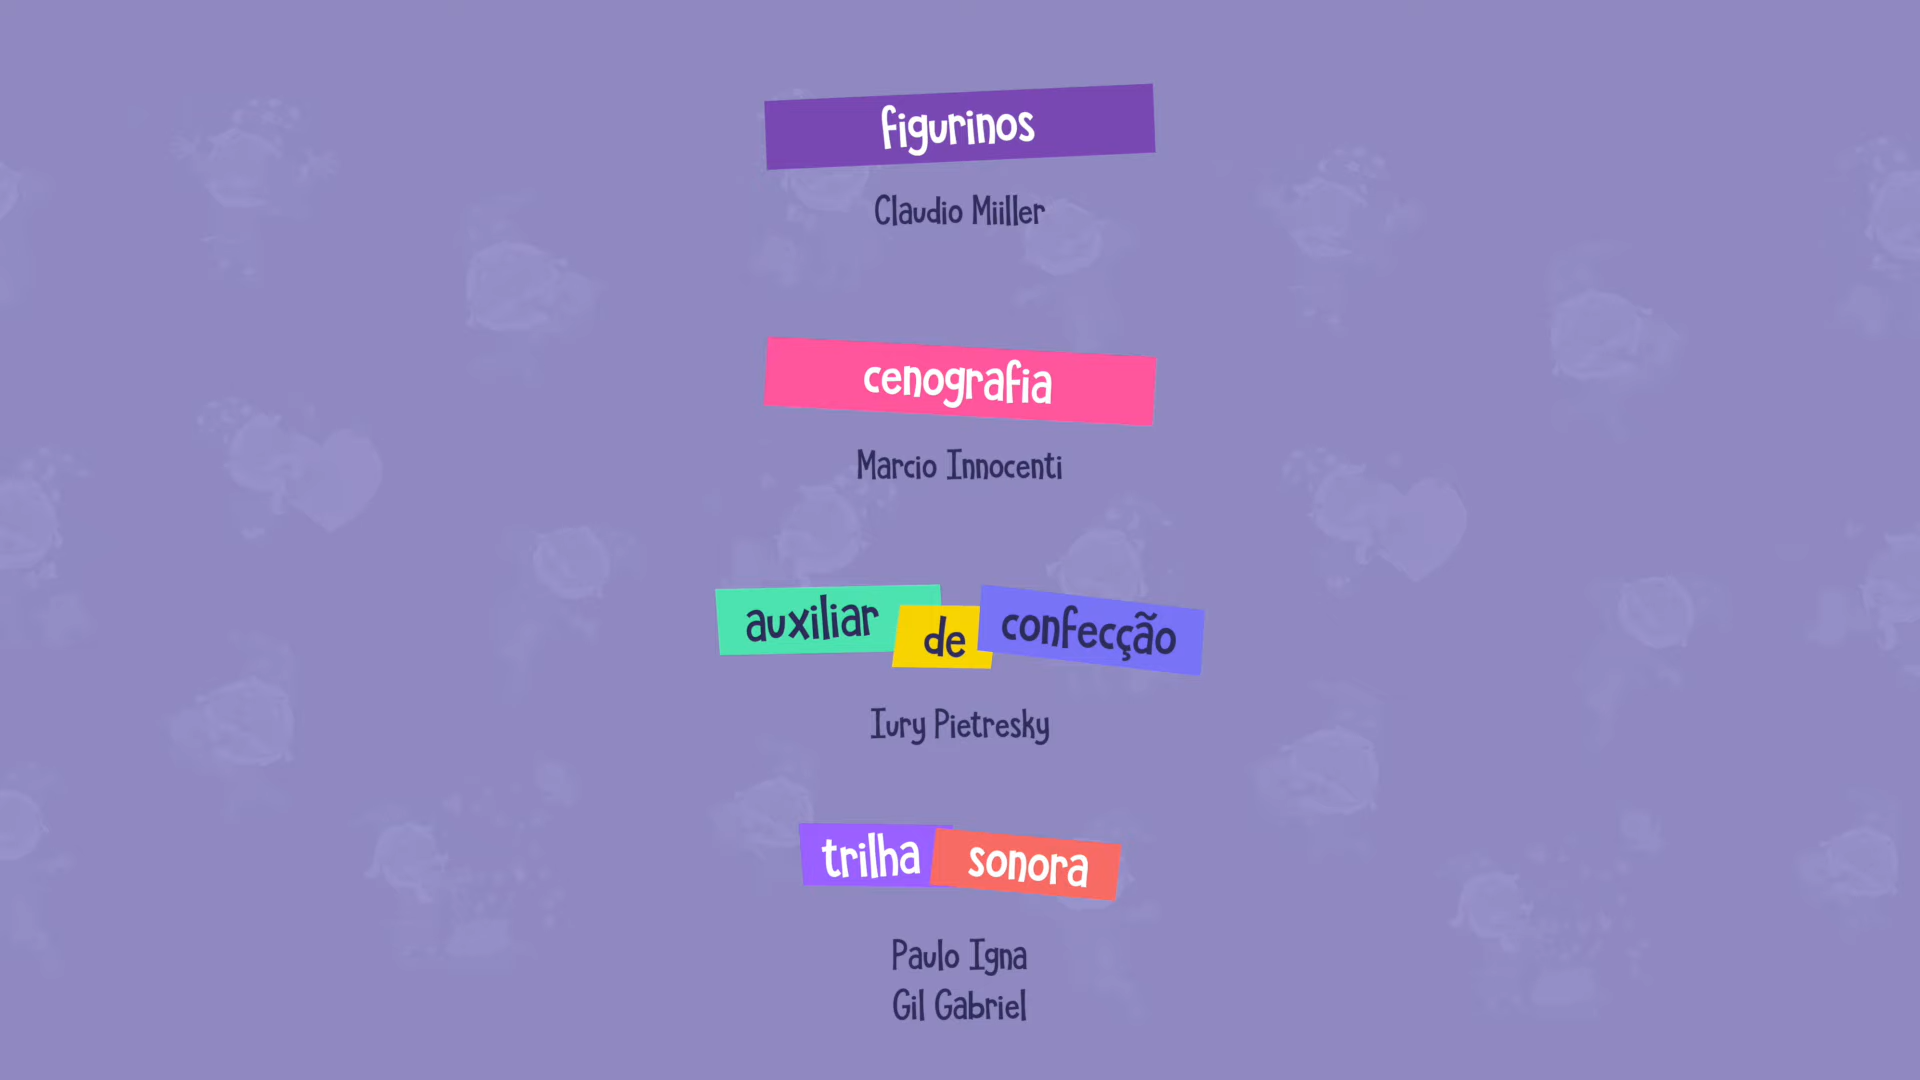 figurinos
Claudio Miiller
cenografia
Marcio Innocenti
auxiliar de confecção
Iury Pietresky
trilha sonora
Paulo Igna
Gil Gabriel